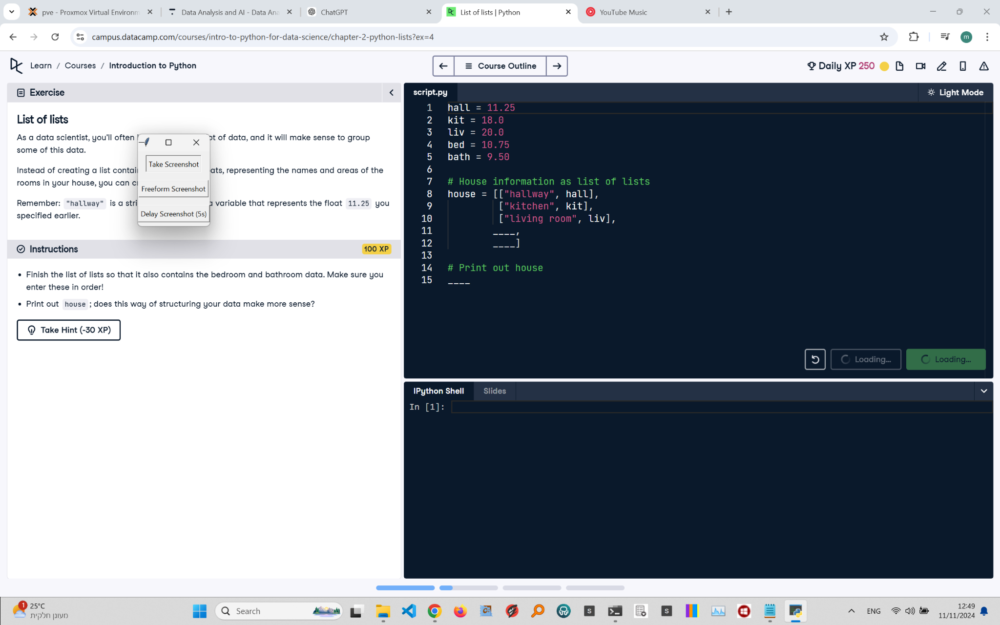 pve - Proxmox Virtual Environm
Data Analysis and AI - Data Ana
ChatGPT
List of lists | Python
YouTube Music
campus.datacamp.com/courses/intro-to-python-for-data-science/chapter-2-python-lists?ex=4
m
Learn / Courses / Introduction to Python
Course Outline
Daily XP 250
Exercise
List of lists
As a data scientist, you'll often
ot of data, and it will make sense to group
some of this data.
Instead of creating a list contai
ats, representing the names and areas of the
rooms in your house, you can c
Remember: "hallway" is a stri
a variable that represents the float 11.25 you
specified earlier.
Take Screenshot
Freeform Screenshot
Delay Screenshot (5s)
Instructions
100 XP
• Finish the list of lists so that it also contains the bedroom and bathroom data. Make sure you
enter these in order!
• Print out house; does this way of structuring your data make more sense?
Take Hint (-30 XP)
script.py
Light Mode
1 hall = 11.25
2 kit = 18.0
3 liv = 20.0
4 bed = 10.75
5 bath = 9.50
6
7 # House information as list of lists
8 house = [["hallway", hall],
9 ["kitchen", kit],
10 ["living room", liv],
11 ____,
12 ____]
13
14 # Print out house
15 ____
Loading...
Loading...
IPython Shell
Slides
In [1]:
1
25°C
מעונן חלקית
Search
S
S
ENG
12:49
11/11/2024